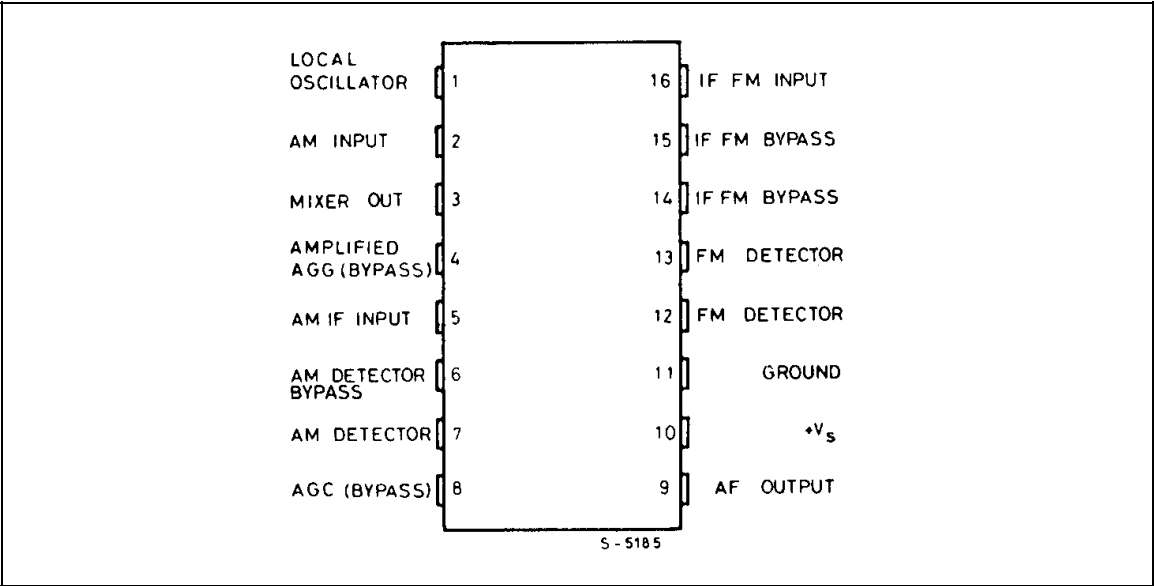 LOCAL
OSCILLATOR 1
AM INPUT 2
MIXER OUT 3
AMPLIFIED
AGG (BYPASS) 4
AM IF INPUT 5
AM DETECTOR 6
BYPASS
AM DETECTOR 7
AGC (BYPASS) 8
16 IF FM INPUT
15 IF FM BYPASS
14 IF FM BYPASS
13 FM DETECTOR
12 FM DETECTOR
11 GROUND
10 +Vs
9 AF OUTPUT
S-5185